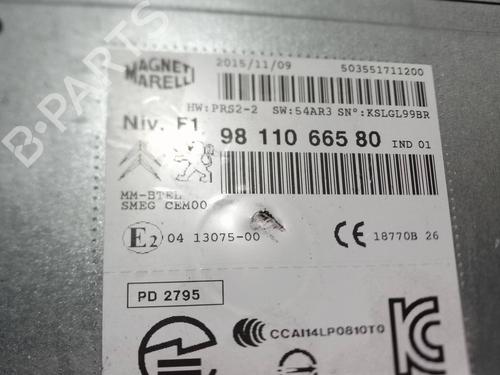 MAGNETI MARELLI
2015/11/09
503551711200
HW:PRS2-2 SW:54AR3 SN°:KSLGL99BR
Niv. F1
98 110 665 80 IND 01
MM-BTEL
SMEG CEM00
E2 04 13075-00
CE 18770B 26
PD 2795
CCAI14LP0810T0